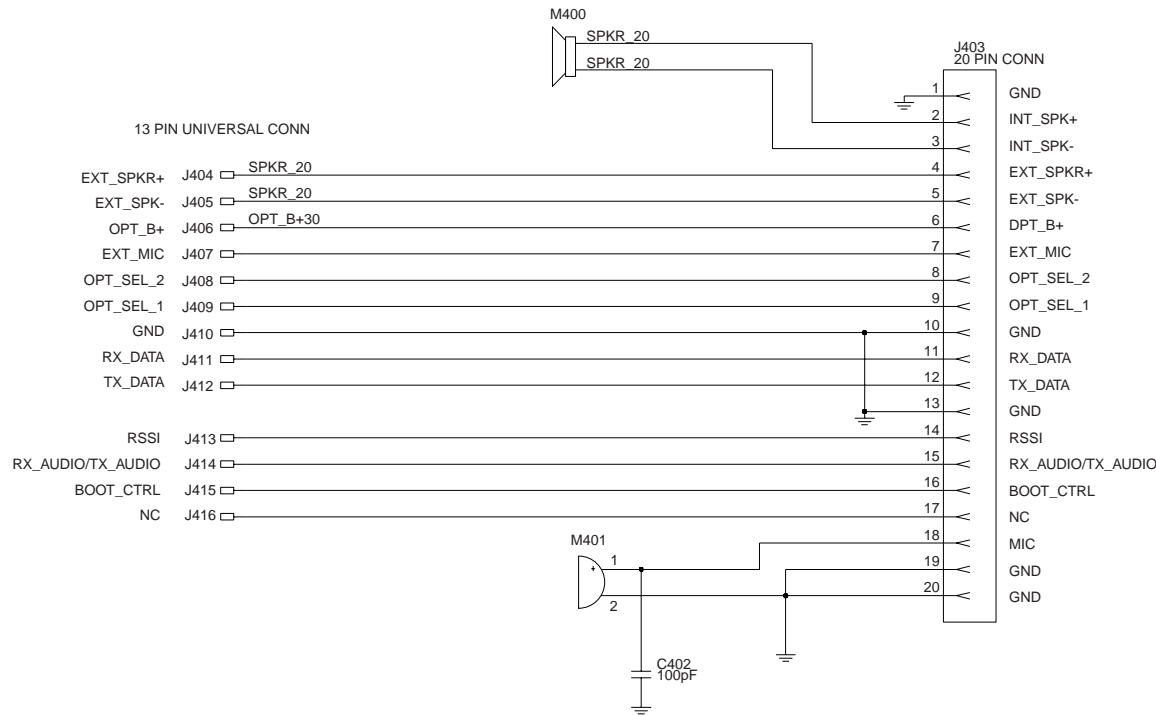 M400
SPKR_20
SPKR_20
J403
20 PIN CONN
1 GND
2 INT_SPK+
3 INT_SPK-
13 PIN UNIVERSAL CONN
EXT_SPKR+ J404 SPKR_20 4 EXT_SPKR+
EXT_SPK- J405 SPKR_20 5 EXT_SPK-
OPT_B+ J406 OPT_B+30 6 DPT_B+
EXT_MIC J407 7 EXT_MIC
OPT_SEL_2 J408 8 OPT_SEL_2
OPT_SEL_1 J409 9 OPT_SEL_1
GND J410 10 GND
RX_DATA J411 11 RX_DATA
TX_DATA J412 12 TX_DATA
13 GND
RSSI J413 14 RSSI
RX_AUDIO/TX_AUDIO J414 15 RX_AUDIO/TX_AUDIO
BOOT_CTRL J415 16 BOOT_CTRL
NC J416 17 NC
18 MIC
M401
1 + 19 GND
2 20 GND
C402
100pF